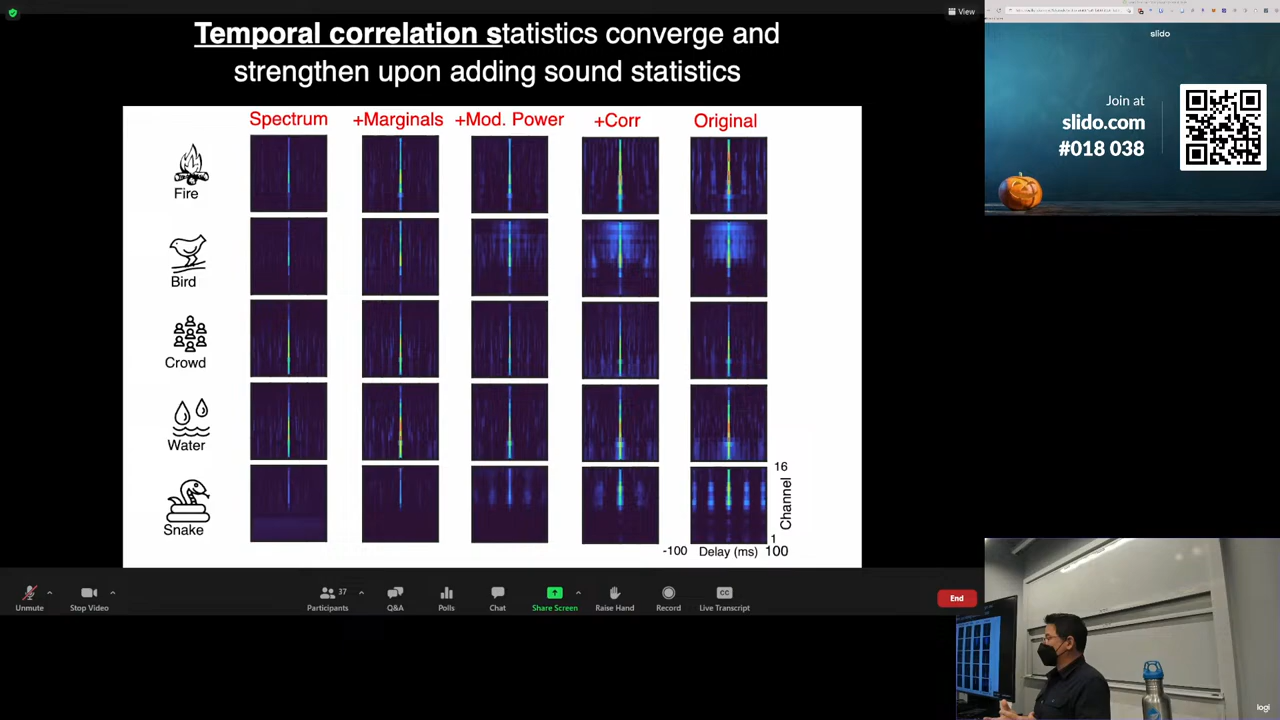 Temporal correlation statistics converge and
strengthen upon adding sound statistics
Spectrum +Marginals +Mod. Power +Corr Original
Fire
Bird
Crowd
Water
Snake
16
Channel
1
-100 Delay (ms) 100
View
slido
Join at
slido.com
#018 038
Unmute
Stop Video
37
Participants
Q&A
Polls
Chat
Share Screen
Raise Hand
Record
CC
Live Transcript
End
logi